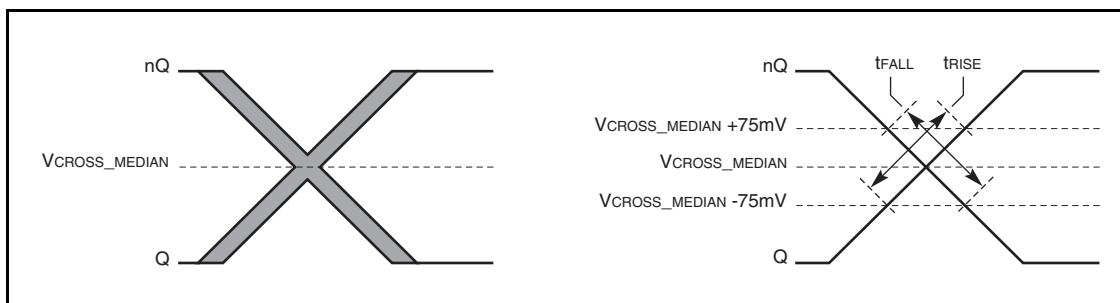 nQ
VCROSS_MEDIAN
Q
nQ
tFALL
tRISE
VCROSS_MEDIAN +75mV
VCROSS_MEDIAN
VCROSS_MEDIAN -75mV
Q